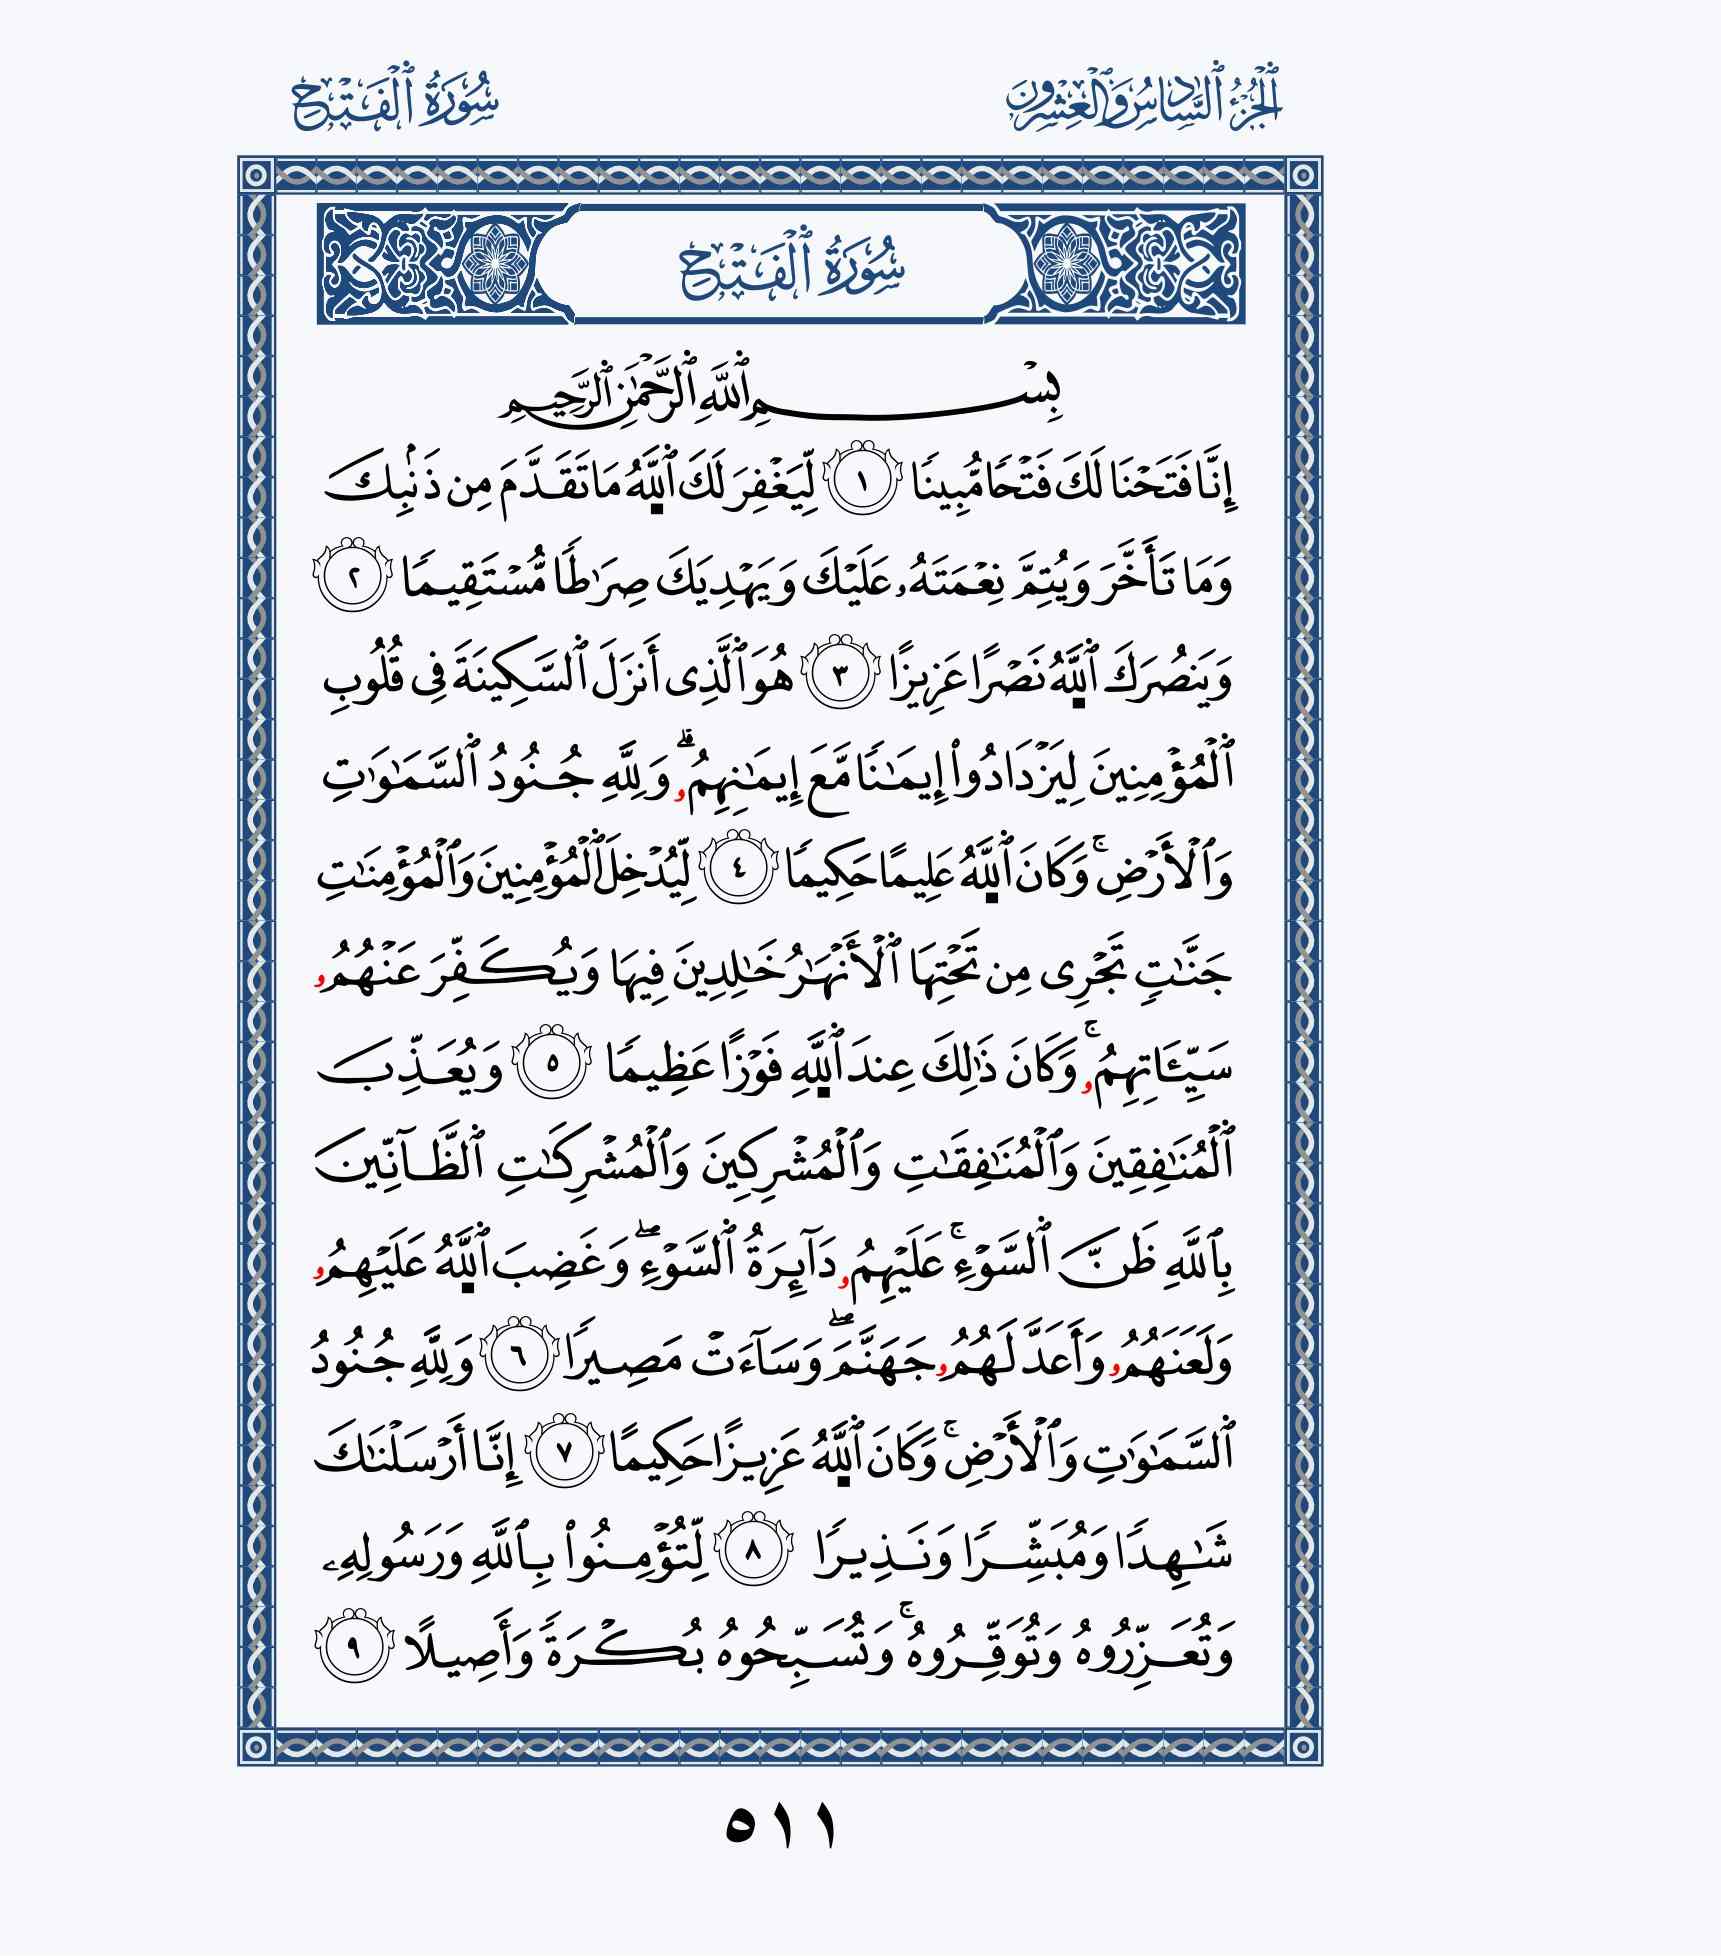 ٱلْجُزْءُ ٱلسَّادِسُ وَٱلْعِشْرُونَ
سُورَةُ ٱلْفَتْحِ
سُورَةُ ٱلْفَتْحِ
بِسْمِ ٱللَّهِ ٱلرَّحْمَٰنِ ٱلرَّحِيمِ
إِنَّا فَتَحْنَا لَكَ فَتْحًا مُّبِينًا ١ لِّيَغْفِرَ لَكَ ٱللَّهُ مَا تَقَدَّمَ مِن ذَنۢبِكَ
وَمَا تَأَخَّرَ وَيُتِمَّ نِعْمَتَهُۥ عَلَيْكَ وَيَهْدِيَكَ صِرَٰطًا مُّسْتَقِيمًا ٢
وَيَنصُرَكَ ٱللَّهُ نَصْرًا عَزِيزًا ٣ هُوَ ٱلَّذِى أَنزَلَ ٱلسَّكِينَةَ فِى قُلُوبِ
ٱلْمُؤْمِنِينَ لِيَزْدَادُوا۟ إِيمَٰنًا مَّعَ إِيمَٰنِهِمُۥ ۗ وَلِلَّهِ جُنُودُ ٱلسَّمَٰوَٰتِ
وَٱلْأَرْضِ ۚ وَكَانَ ٱللَّهُ عَلِيمًا حَكِيمًا ٤ لِّيُدْخِلَ ٱلْمُؤْمِنِينَ وَٱلْمُؤْمِنَٰتِ
جَنَّٰتٍ تَجْرِى مِن تَحْتِهَا ٱلْأَنْهَٰرُ خَٰلِدِينَ فِيهَا وَيُكَفِّرَ عَنْهُمُۥ
سَيِّـَٔاتِهِمُۥ ۚ وَكَانَ ذَٰلِكَ عِندَ ٱللَّهِ فَوْزًا عَظِيمًا ٥ وَيُعَذِّبَ
ٱلْمُنَٰفِقِينَ وَٱلْمُنَٰفِقَٰتِ وَٱلْمُشْرِكِينَ وَٱلْمُشْرِكَٰتِ ٱلظَّآنِّينَ
بِٱللَّهِ ظَنَّ ٱلسَّوْءِ ۚ عَلَيْهِمُۥ دَآئِرَةُ ٱلسَّوْءِ ۖ وَغَضِبَ ٱللَّهُ عَلَيْهِمُۥ
وَلَعَنَهُمُۥ وَأَعَدَّ لَهُمُۥ جَهَنَّمَ ۖ وَسَآءَتْ مَصِيرًا ٦ وَلِلَّهِ جُنُودُ
ٱلسَّمَٰوَٰتِ وَٱلْأَرْضِ ۚ وَكَانَ ٱللَّهُ عَزِيزًا حَكِيمًا ٧ إِنَّا أَرْسَلْنَٰكَ
شَٰهِدًا وَمُبَشِّرًا وَنَذِيرًا ٨ لِّتُؤْمِنُوا۟ بِٱللَّهِ وَرَسُولِهِۦ
وَتُعَزِّرُوهُ وَتُوَقِّرُوهُ ۚ وَتُسَبِّحُوهُ بُكْرَةً وَأَصِيلًا ٩
٥١١